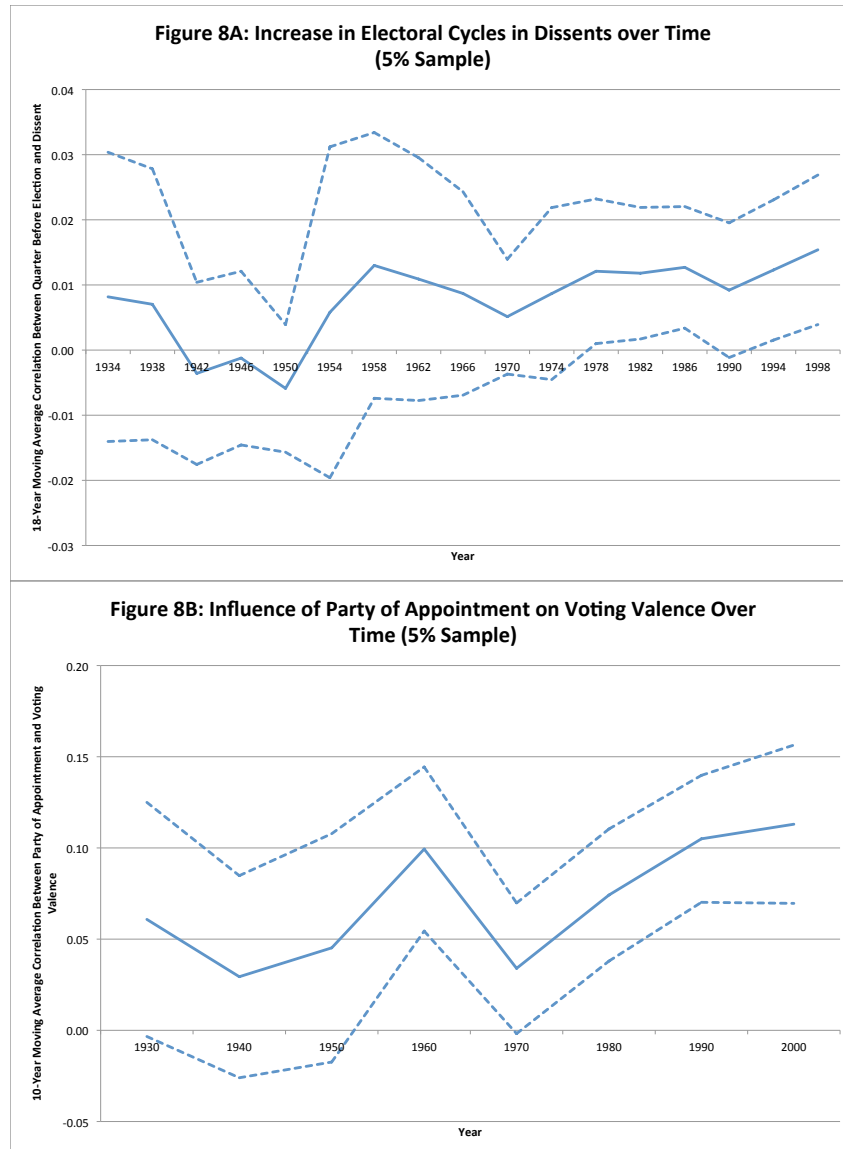 Figure 8A: Increase in Electoral Cycles in Dissents over Time
(5% Sample)
18-Year Moving Average Correlation Between Quarter Before Election and Dissent
0.04
0.03
0.02
0.01
0.00
-0.01
-0.02
-0.03
1934 1938 1942 1946 1950 1954 1958 1962 1966 1970 1974 1978 1982 1986 1990 1994 1998
Year
Figure 8B: Influence of Party of Appointment on Voting Valence Over
Time (5% Sample)
10-Year Moving Average Correlation Between Party of Appointment and Voting
Valence
0.20
0.15
0.10
0.05
0.00
-0.05
1930 1940 1950 1960 1970 1980 1990 2000
Year